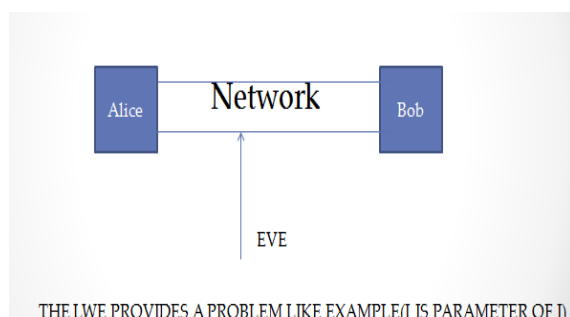 Network
Alice
Bob
EVE
THE LWE PROVIDES A PROBLEM LIKE EXAMPLE(I IS PARAMETER OF J)